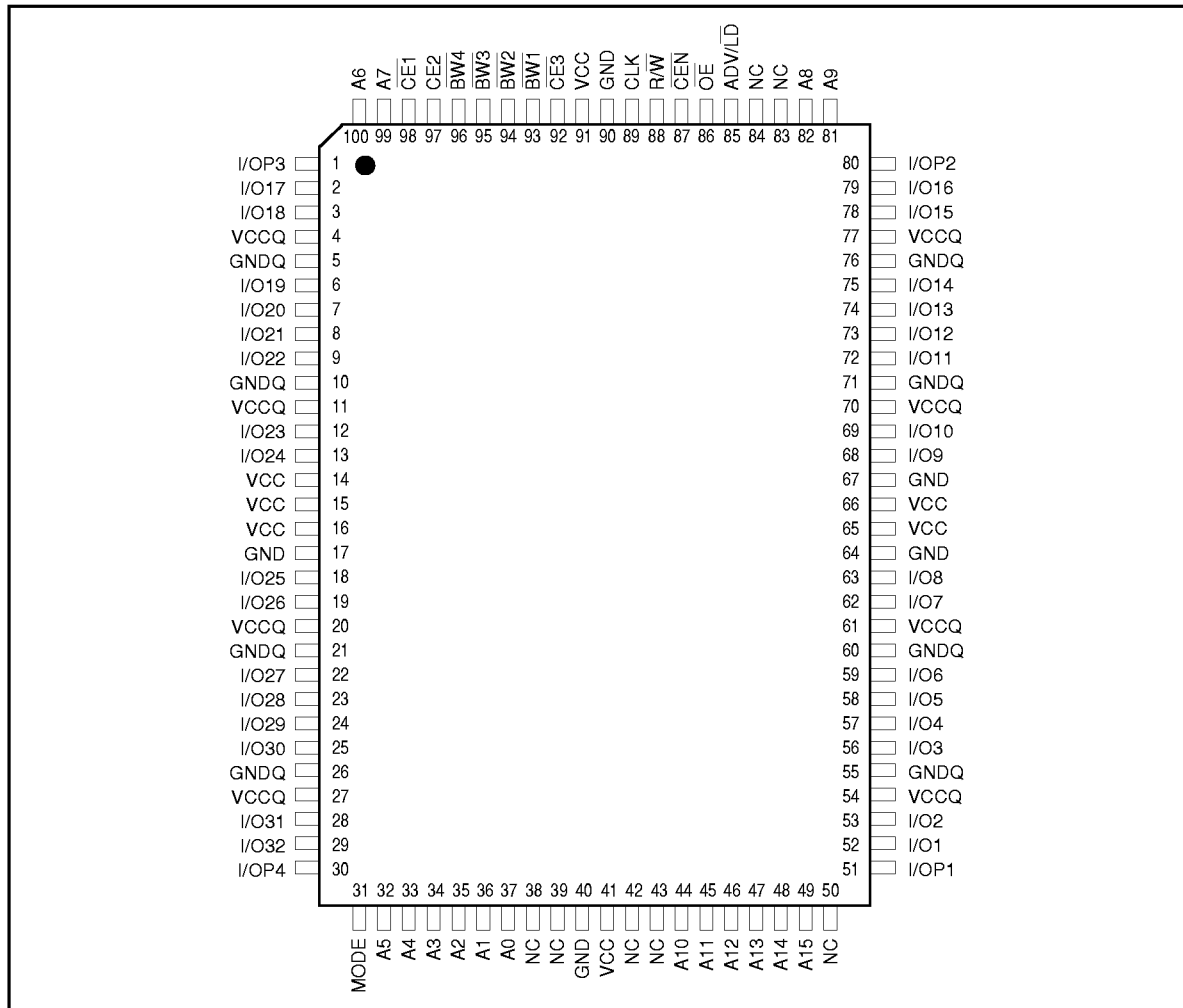 A6 A7 CE1 CE2 BW4 BW3 BW2 BW1 CE3 VCC GND CLK R/W CEN OE ADV/LD NC NC A8 A9
100 99 98 97 96 95 94 93 92 91 90 89 88 87 86 85 84 83 82 81
I/OP3 1 80 I/OP2
I/O17 2 79 I/O16
I/O18 3 78 I/O15
VCCQ 4 77 VCCQ
GNDQ 5 76 GNDQ
I/O19 6 75 I/O14
I/O20 7 74 I/O13
I/O21 8 73 I/O12
I/O22 9 72 I/O11
GNDQ 10 71 GNDQ
VCCQ 11 70 VCCQ
I/O23 12 69 I/O10
I/O24 13 68 I/O9
VCC 14 67 GND
VCC 15 66 VCC
VCC 16 65 VCC
GND 17 64 GND
I/O25 18 63 I/O8
I/O26 19 62 I/O7
VCCQ 20 61 VCCQ
GNDQ 21 60 GNDQ
I/O27 22 59 I/O6
I/O28 23 58 I/O5
I/O29 24 57 I/O4
I/O30 25 56 I/O3
GNDQ 26 55 GNDQ
VCCQ 27 54 VCCQ
I/O31 28 53 I/O2
I/O32 29 52 I/O1
I/OP4 30 51 I/OP1
31 32 33 34 35 36 37 38 39 40 41 42 43 44 45 46 47 48 49 50
MODE A5 A4 A3 A2 A1 A0 NC NC GND VCC NC NC A10 A11 A12 A13 A14 A15 NC